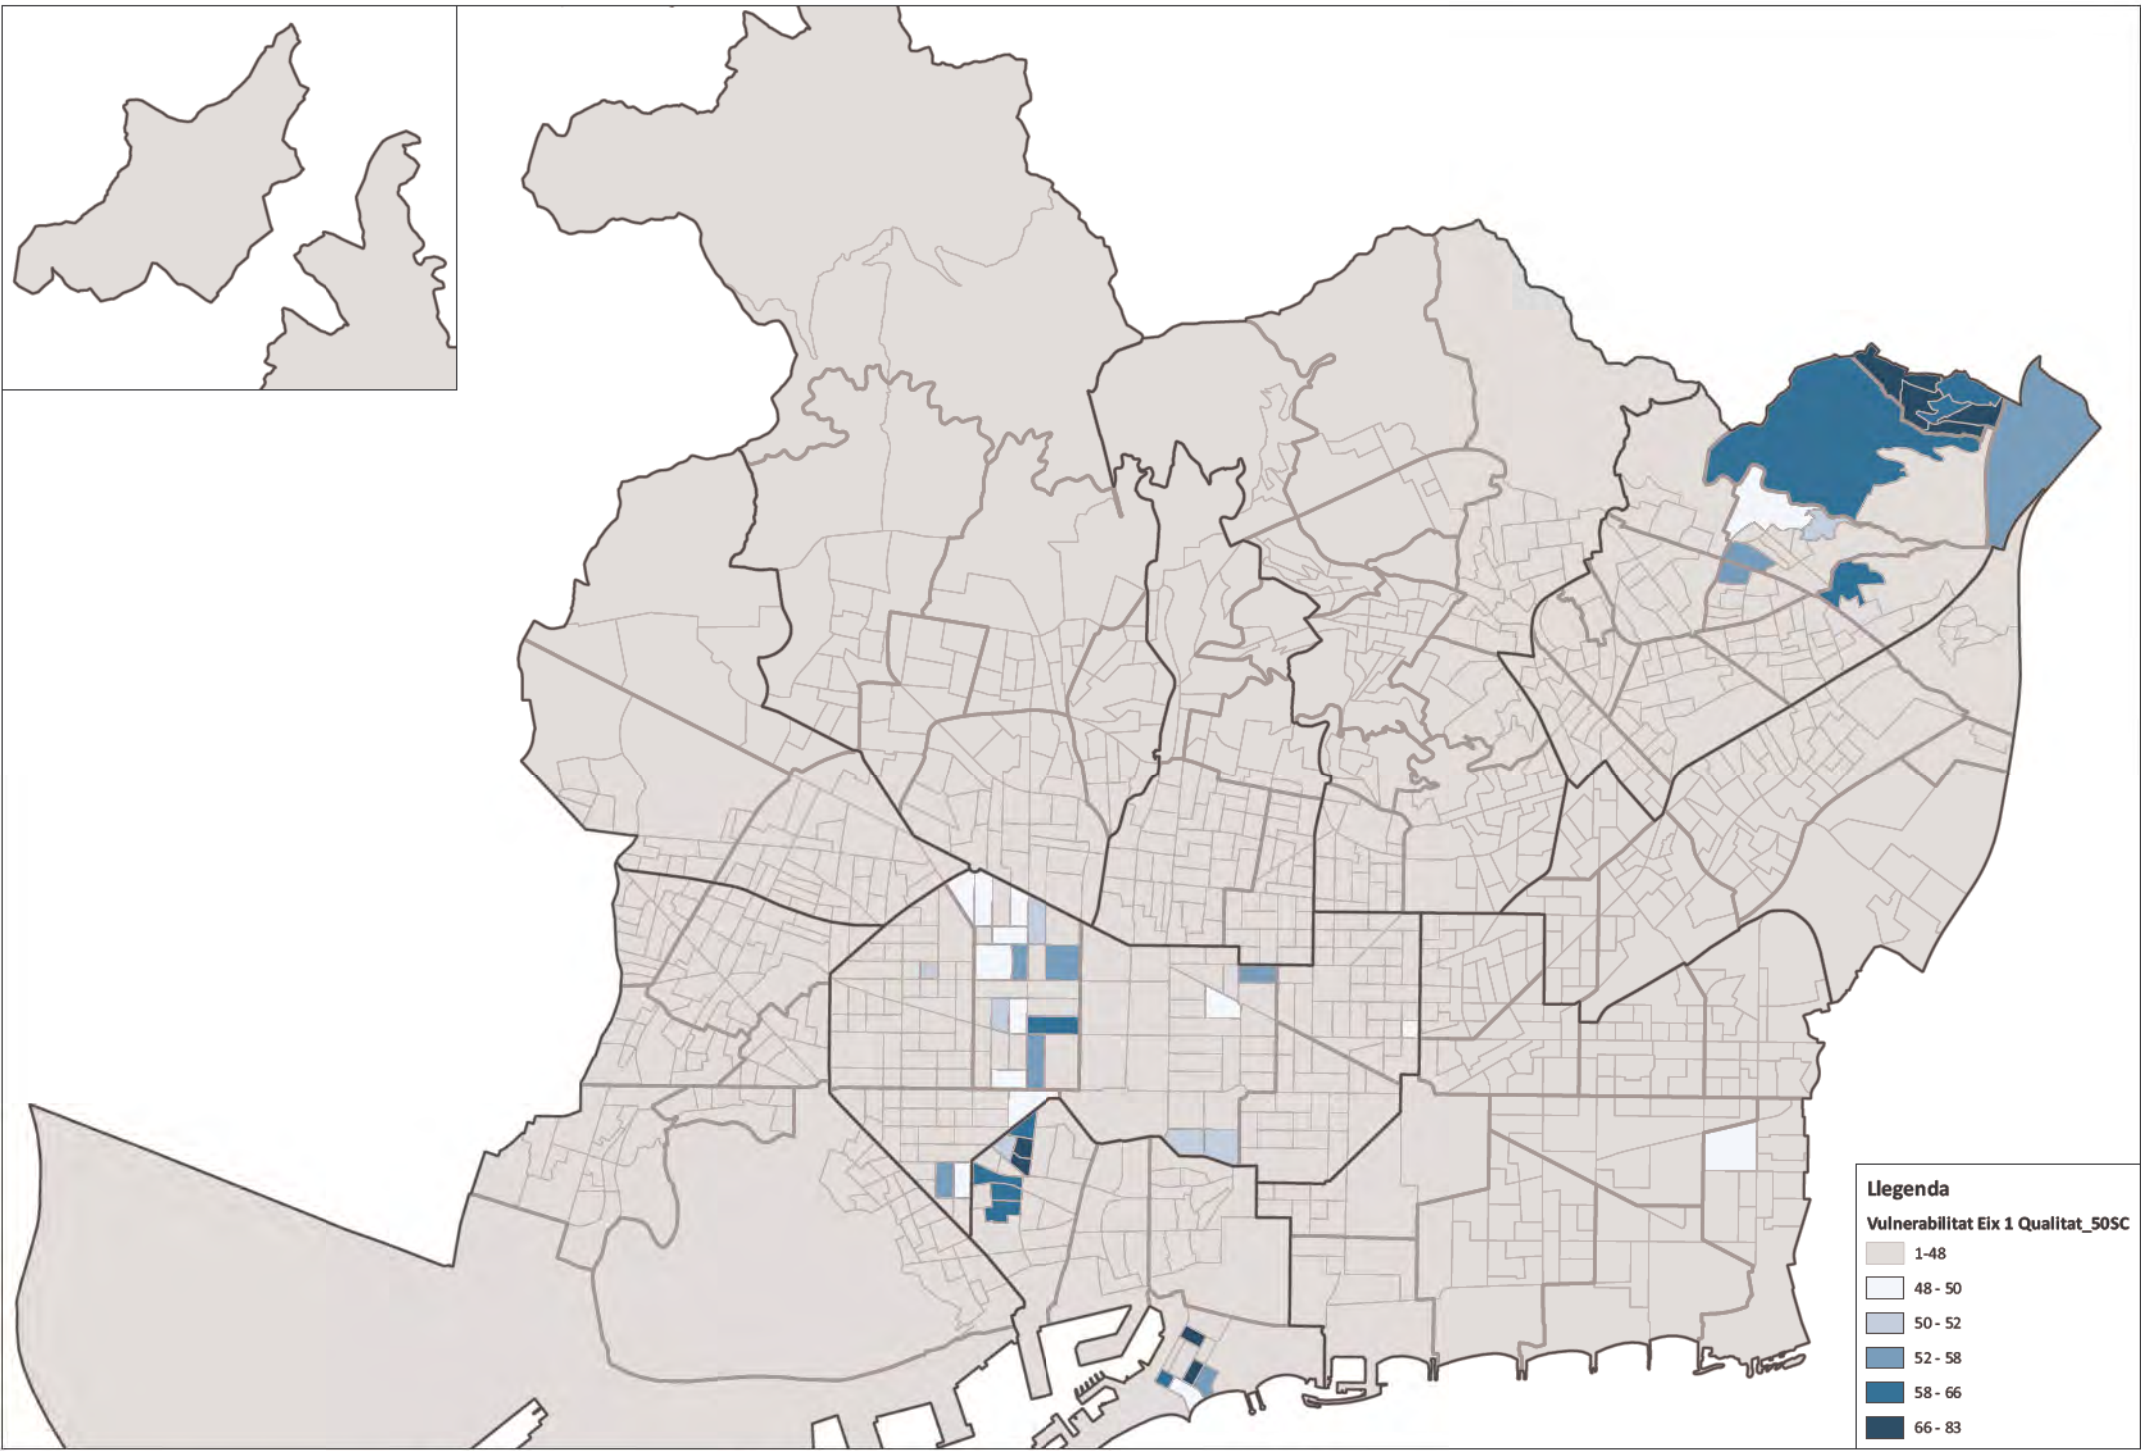 Llegenda
Vulnerabilitat Eix 1 Qualitat_50SC
1-48
48 - 50
50 - 52
52 - 58
58 - 66
66 - 83